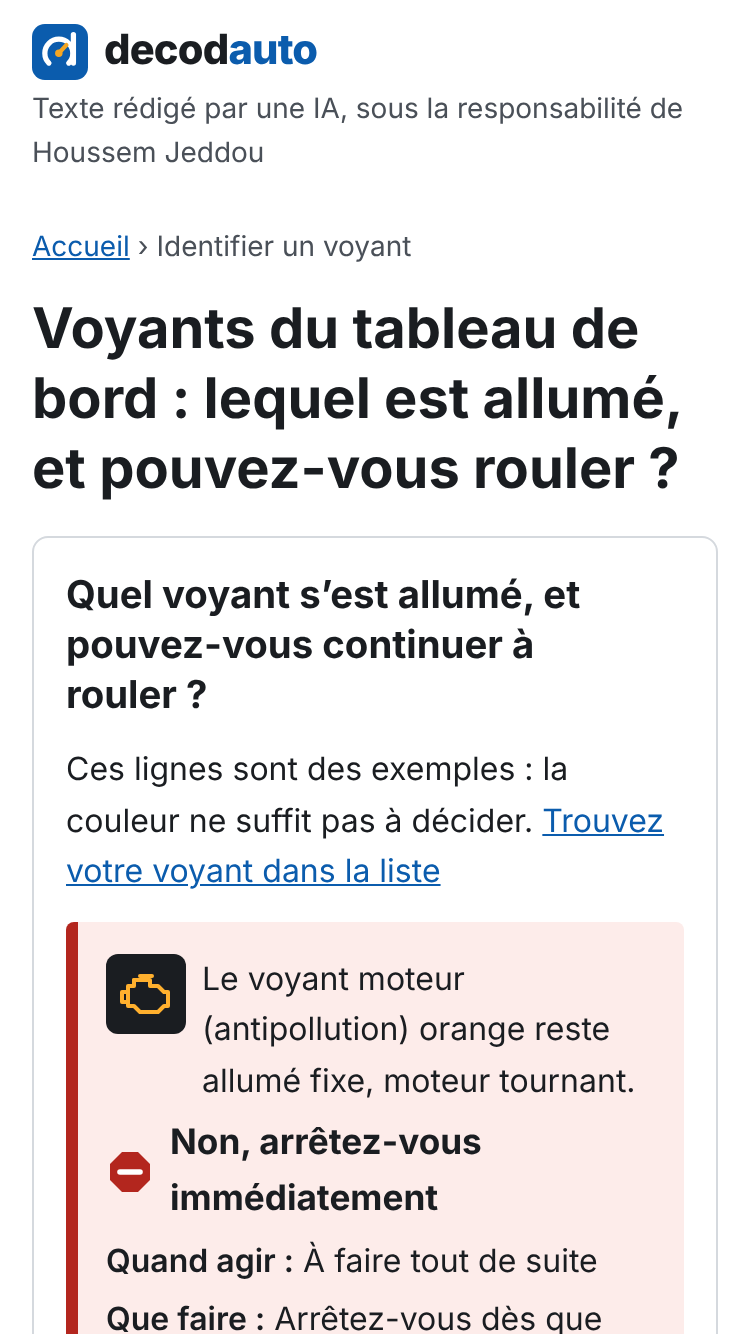 decodauto
Texte rédigé par une IA, sous la responsabilité de
Houssem Jeddou
Accueil › Identifier un voyant
Voyants du tableau de
bord : lequel est allumé,
et pouvez-vous rouler ?
Quel voyant s’est allumé, et
pouvez-vous continuer à
rouler ?
Ces lignes sont des exemples : la
couleur ne suffit pas à décider. Trouvez
votre voyant dans la liste
Le voyant moteur
(antipollution) orange reste
allumé fixe, moteur tournant.
Non, arrêtez-vous
immédiatement
Quand agir : À faire tout de suite
Que faire : Arrêtez-vous dès que